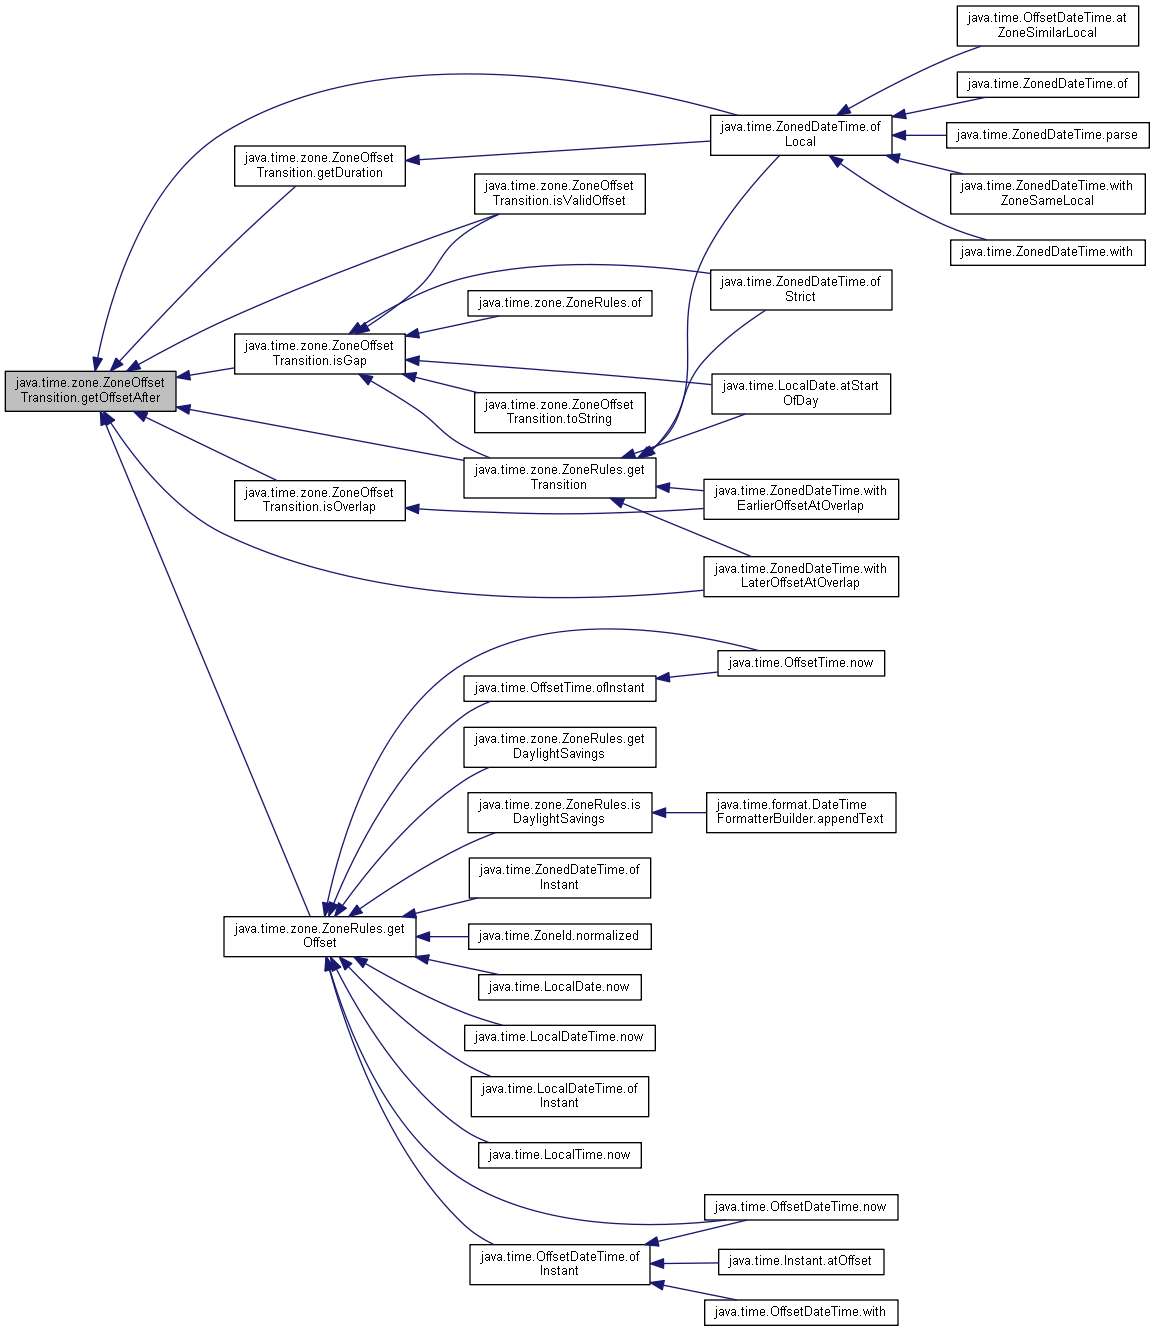 java.time.OffsetDateTime.at
ZoneSimilarLocal
java.time.ZonedDateTime.of
java.time.ZonedDateTime.of
Local
java.time.ZonedDateTime.parse
java.time.zone.ZoneOffset
Transition.getDuration
java.time.zone.ZoneOffset
Transition.isValidOffset
java.time.ZonedDateTime.with
ZoneSameLocal
java.time.ZonedDateTime.with
java.time.ZonedDateTime.of
Strict
java.time.zone.ZoneRules.of
java.time.zone.ZoneOffset
Transition.isGap
java.time.zone.ZoneOffset
Transition.getOffsetAfter
java.time.LocalDate.atStart
OfDay
java.time.zone.ZoneOffset
Transition.toString
java.time.zone.ZoneRules.get
Transition
java.time.zone.ZoneOffset
Transition.isOverlap
java.time.ZonedDateTime.with
EarlierOffsetAtOverlap
java.time.ZonedDateTime.with
LaterOffsetAtOverlap
java.time.OffsetTime.now
java.time.OffsetTime.ofInstant
java.time.zone.ZoneRules.get
DaylightSavings
java.time.zone.ZoneRules.is
DaylightSavings
java.time.format.DateTime
FormatterBuilder.appendText
java.time.ZonedDateTime.of
Instant
java.time.zone.ZoneRules.get
Offset
java.time.ZoneId.normalized
java.time.LocalDate.now
java.time.LocalDateTime.now
java.time.LocalDateTime.of
Instant
java.time.LocalTime.now
java.time.OffsetDateTime.now
java.time.OffsetDateTime.of
Instant
java.time.Instant.atOffset
java.time.OffsetDateTime.with